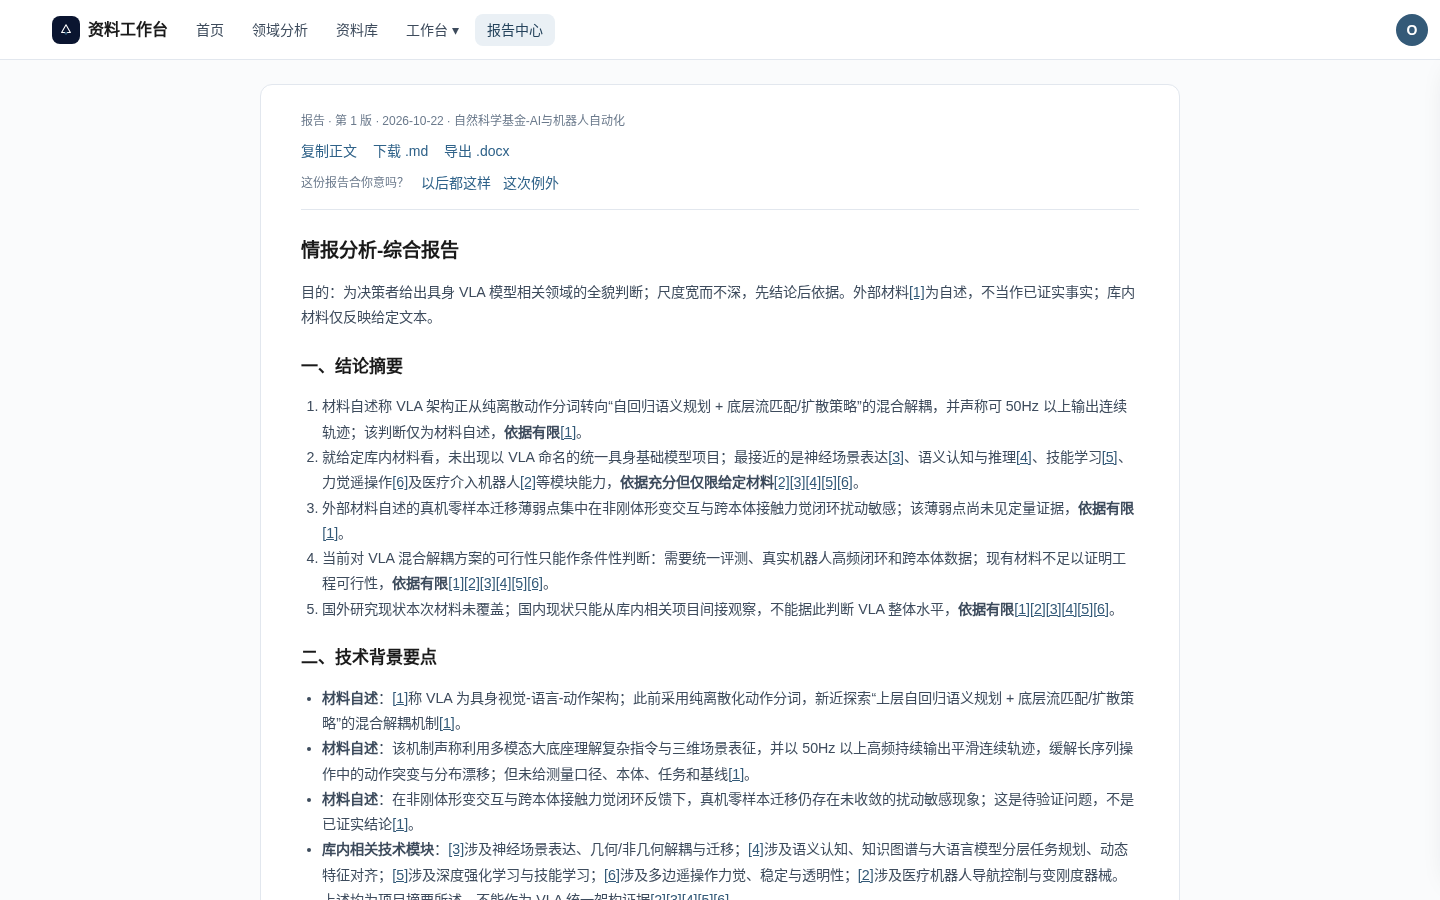 资料工作台 首页 领域分析 资料库 工作台 ▾ 报告中心 O
报告 · 第 1 版 · 2026-10-22 · 自然科学基金-AI与机器人自动化
复制正文 下载 .md 导出 .docx
这份报告合你意吗？ 以后都这样 这次例外
情报分析-综合报告
目的：为决策者给出具身 VLA 模型相关领域的全貌判断；尺度宽而不深，先结论后依据。外部材料[1]为自述，不当作已证实事实；库内
材料仅反映给定文本。
一、结论摘要
1. 材料自述称 VLA 架构正从纯离散动作分词转向“自回归语义规划 + 底层流匹配/扩散策略”的混合解耦，并声称可 50Hz 以上输出连续
轨迹；该判断仅为材料自述，依据有限[1]。
2. 就给定库内材料看，未出现以 VLA 命名的统一具身基础模型项目；最接近的是神经场景表达[3]、语义认知与推理[4]、技能学习[5]、
力觉遥操作[6]及医疗介入机器人[2]等模块能力，依据充分但仅限给定材料[2][3][4][5][6]。
3. 外部材料自述的真机零样本迁移薄弱点集中在非刚体形变交互与跨本体接触力觉闭环扰动敏感；该薄弱点尚未见定量证据，依据有限
[1]。
4. 当前对 VLA 混合解耦方案的可行性只能作条件性判断：需要统一评测、真实机器人高频闭环和跨本体数据；现有材料不足以证明工
程可行性，依据有限[1][2][3][4][5][6]。
5. 国外研究现状本次材料未覆盖；国内现状只能从库内相关项目间接观察，不能据此判断 VLA 整体水平，依据有限[1][2][3][4][5][6]。
二、技术背景要点
• 材料自述：[1]称 VLA 为具身视觉-语言-动作架构；此前采用纯离散化动作分词，新近探索“上层自回归语义规划 + 底层流匹配/扩散策
略”的混合解耦机制[1]。
• 材料自述：该机制声称利用多模态大底座理解复杂指令与三维场景表征，并以 50Hz 以上高频持续输出平滑连续轨迹，缓解长序列操
作中的动作突变与分布漂移；但未给测量口径、本体、任务和基线[1]。
• 材料自述：在非刚体形变交互与跨本体接触力觉闭环反馈下，真机零样本迁移仍存在未收敛的扰动敏感现象；这是待验证问题，不是
已证实结论[1]。
• 库内相关技术模块：[3]涉及神经场景表达、几何/非几何解耦与迁移；[4]涉及语义认知、知识图谱与大语言模型分层任务规划、动态
特征对齐；[5]涉及深度强化学习与技能学习；[6]涉及多边遥操作力觉、稳定与透明性；[2]涉及医疗机器人导航控制与变刚度器械。
上述均为项目摘要所述，不能作为 VLA 统一架构证据[2][3][4][5][6]